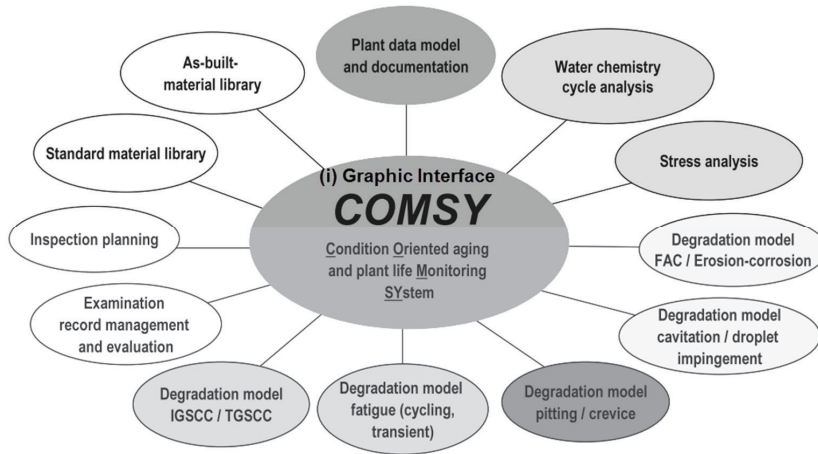 Plant data model
and documentation
As-built-
material library
Water chemistry
cycle analysis
Standard material library
Stress analysis
(i) Graphic Interface
COMSY
Condition Oriented aging
and plant life Monitoring
SYstem
Inspection planning
Degradation model
FAC / Erosion-corrosion
Examination
record management
and evaluation
Degradation model
cavitation / droplet
impingement
Degradation model
IGSCC / TGSCC
Degradation model
fatigue (cycling,
transient)
Degradation model
pitting / crevice